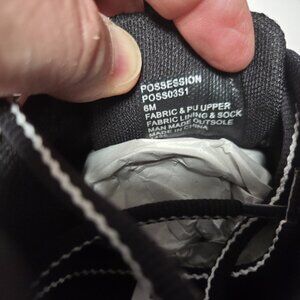 POSSESSION
POSS03S1
6M
FABRIC & PU UPPER
FABRIC LINING & SOCK
MAN MADE OUTSOLE
MADE IN CHINA